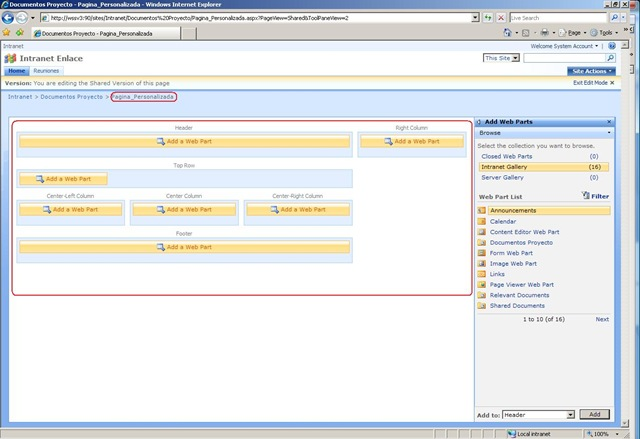 Documentos Proyecto - Pagina_Personalizada - Windows Internet Explorer
http://wssv3:90/sites/Intranet/Documentos%20Proyecto/Pagina_Personalizada.aspx?PageView=Shared&ToolPaneView=2
Google
Documentos Proyecto - Pagina_Personalizada
Page
Tools
Intranet
Welcome System Account
Intranet Enlace
This Site
Home
Reuniones
Site Actions
Version: You are editing the Shared Version of this page
Exit Edit Mode
Intranet > Documentos Proyecto > Pagina_Personalizada
Header
Add a Web Part
Right Column
Add a Web Part
Top Row
Add a Web Part
Center-Left Column
Center Column
Center-Right Column
Add a Web Part
Add a Web Part
Add a Web Part
Footer
Add a Web Part
Add Web Parts
Browse
Select the collection you want to browse.
Closed Web Parts (0)
Intranet Gallery (16)
Server Gallery (0)
Web Part List
Filter
Announcements
Calendar
Content Editor Web Part
Documentos Proyecto
Form Web Part
Image Web Part
Links
Page Viewer Web Part
Relevant Documents
Shared Documents
1 to 10 (of 16)
Next
Add to: Header
Add
Local intranet
100%